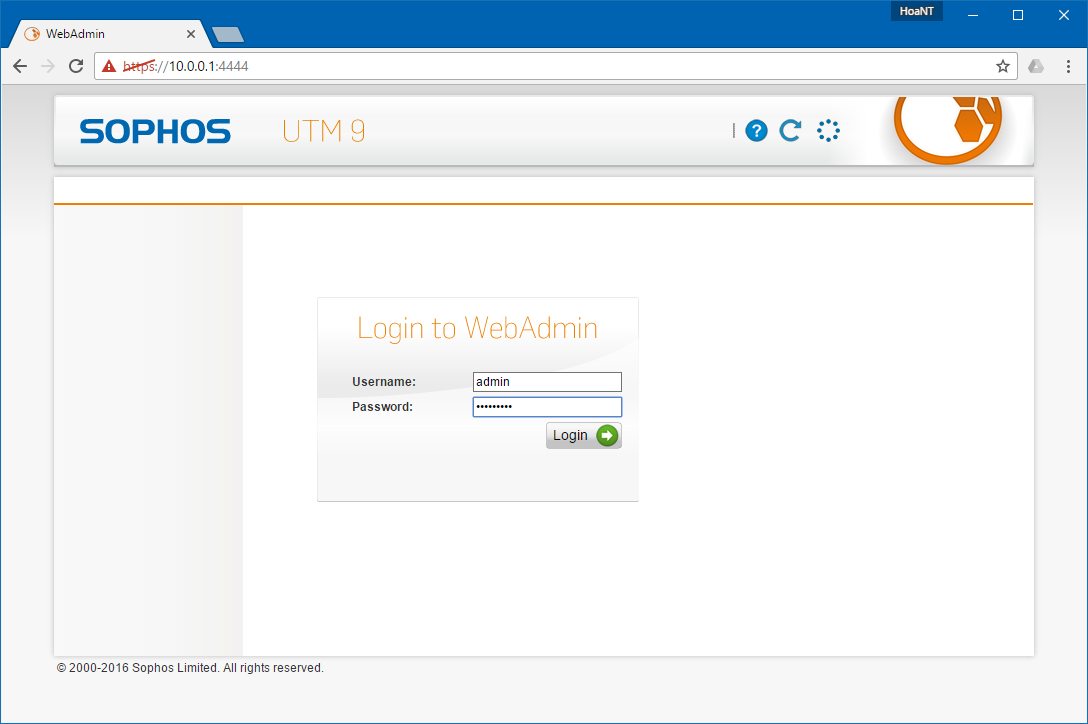 HoaNT
WebAdmin
https://10.0.0.1:4444
SOPHOS UTM 9 | ?
Login to WebAdmin
Username: admin
Password: •••••••••
Login
© 2000-2016 Sophos Limited. All rights reserved.